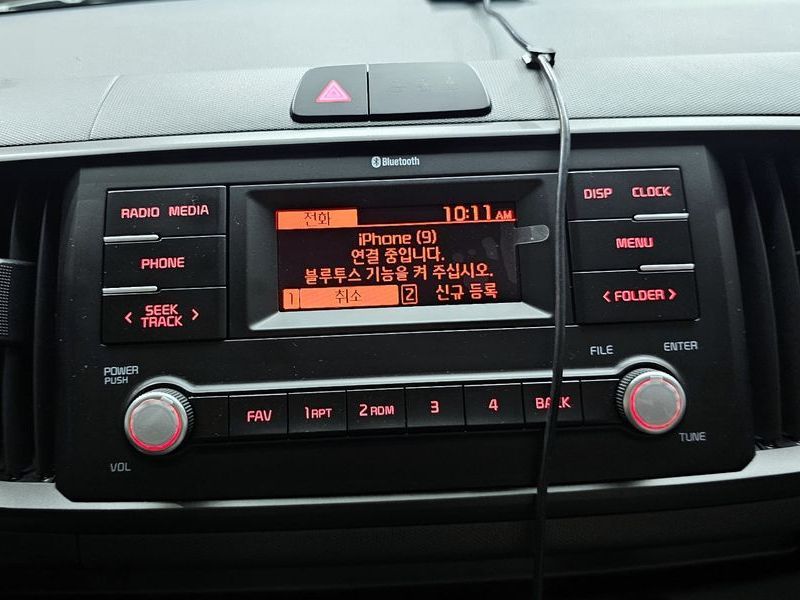 Bluetooth
RADIO MEDIA
PHONE
SEEK
TRACK
전화
10:11 AM
iPhone (9)
연결 중입니다.
블루투스 기능을 켜 주십시오.
1 취소 2 신규 등록
DISP CLOCK
MENU
FOLDER
FILE
ENTER
POWER
PUSH
VOL
FAV
1 RPT
2 RDM
3
4
BACK
TUNE